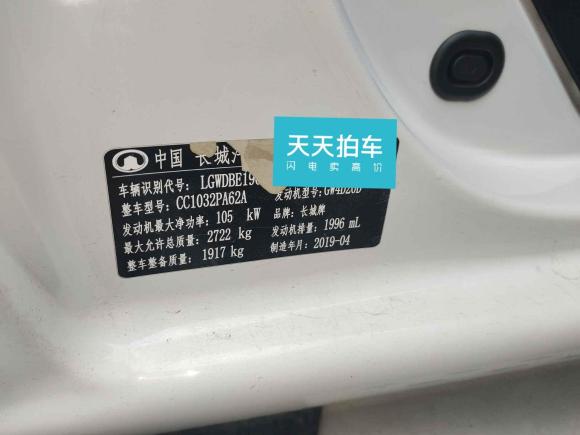 天天拍车
闪电卖高价
中国 长城
车辆识别代号: LGWDBE19
整车型号: CC1032PA62A
发动机型号: GW4D20D
发动机最大净功率: 105 kW
品牌: 长城牌
最大允许总质量: 2722 kg
发动机排量: 1996 mL
整车整备质量: 1917 kg
制造年月: 2019-04